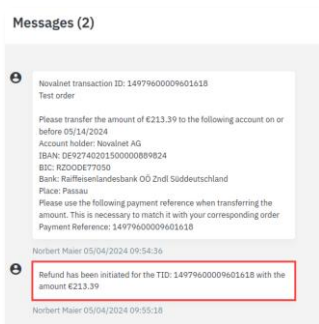 Messages (2)
Novalnet transaction ID: 14979600009601618
Test order
Please transfer the amount of €213.39 to the following account on or
before 05/14/2024
Account holder: Novalnet AG
IBAN: DE92740201500000889824
BIC: RZOODE77050
Bank: Raiffeisenlandesbank OÖ Zndl Süddeutschland
Place: Passau
Please use the following payment reference when transferring the
amount. This is necessary to match it with your corresponding order
Payment Reference: 14979600009601618
Norbert Maier 05/04/2024 09:54:36
Refund has been initiated for the TID: 14979600009601618 with the
amount €213.39
Norbert Maier 05/04/2024 09:55:18